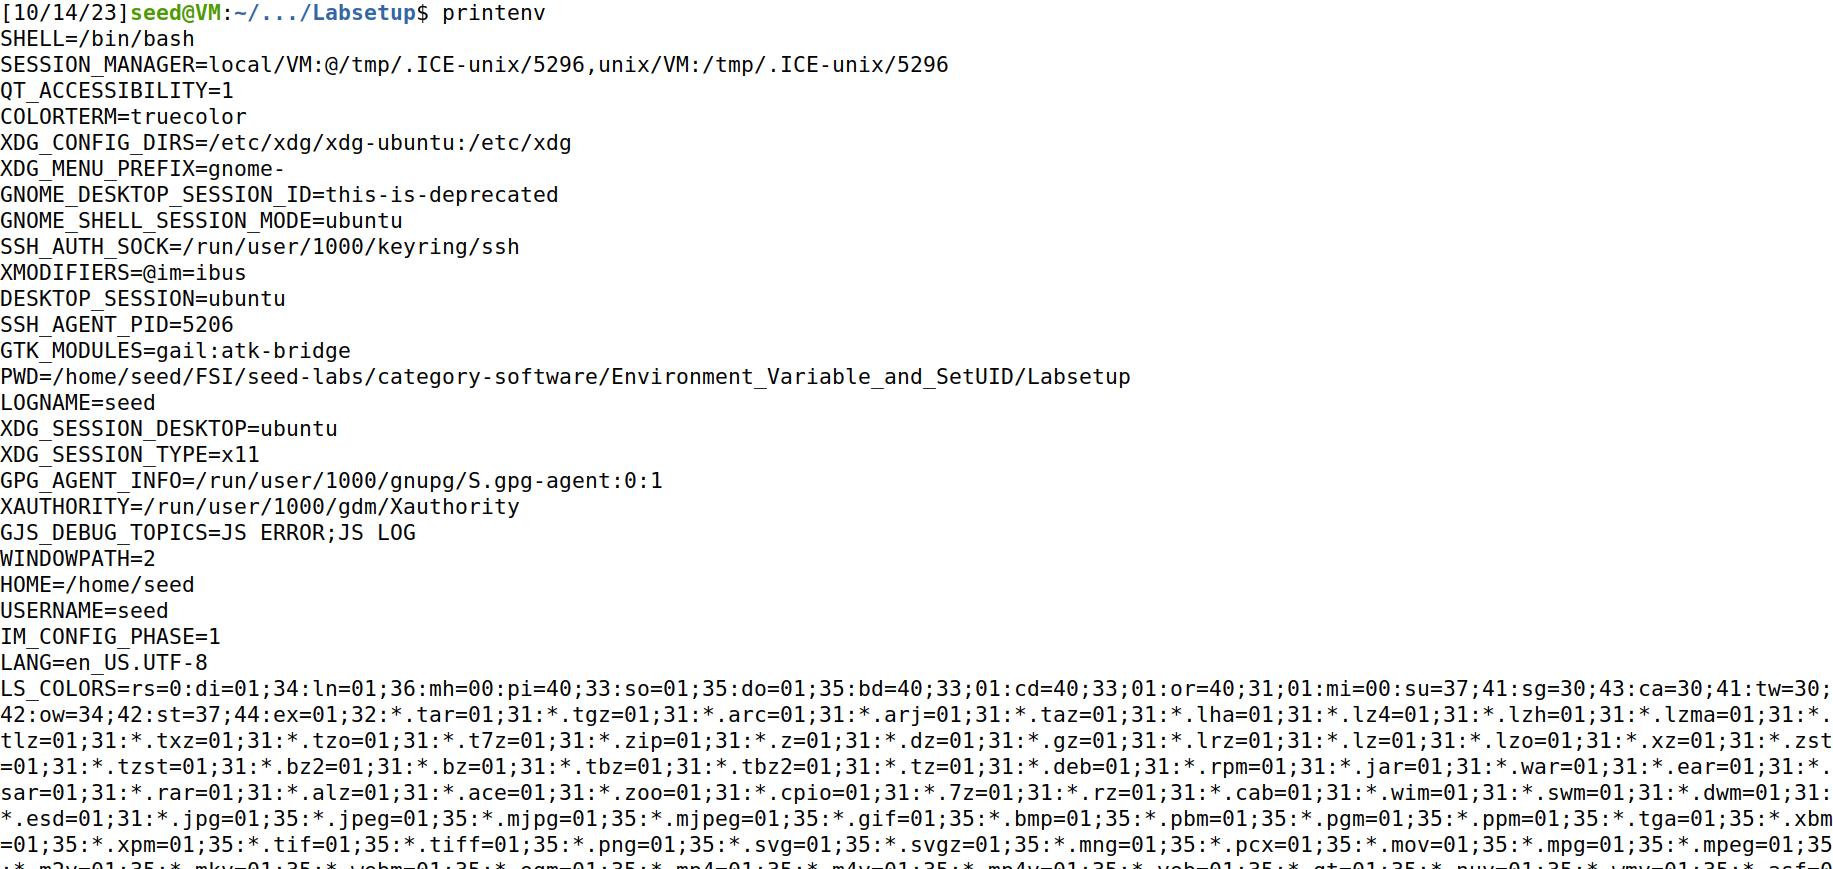 [10/14/23]seed@VM:~/.../Labsetup$ printenv
SHELL=/bin/bash
SESSION_MANAGER=local/VM:@/tmp/.ICE-unix/5296,unix/VM:/tmp/.ICE-unix/5296
QT_ACCESSIBILITY=1
COLORTERM=truecolor
XDG_CONFIG_DIRS=/etc/xdg/xdg-ubuntu:/etc/xdg
XDG_MENU_PREFIX=gnome-
GNOME_DESKTOP_SESSION_ID=this-is-deprecated
GNOME_SHELL_SESSION_MODE=ubuntu
SSH_AUTH_SOCK=/run/user/1000/keyring/ssh
XMODIFIERS=@im=ibus
DESKTOP_SESSION=ubuntu
SSH_AGENT_PID=5206
GTK_MODULES=gail:atk-bridge
PWD=/home/seed/FSI/seed-labs/category-software/Environment_Variable_and_SetUID/Labsetup
LOGNAME=seed
XDG_SESSION_DESKTOP=ubuntu
XDG_SESSION_TYPE=x11
GPG_AGENT_INFO=/run/user/1000/gnupg/S.gpg-agent:0:1
XAUTHORITY=/run/user/1000/gdm/Xauthority
GJS_DEBUG_TOPICS=JS ERROR;JS LOG
WINDOWPATH=2
HOME=/home/seed
USERNAME=seed
IM_CONFIG_PHASE=1
LANG=en_US.UTF-8
LS_COLORS=rs=0:di=01;34:ln=01;36:mh=00:pi=40;33:so=01;35:do=01;35:bd=40;33;01:cd=40;33;01:or=40;31;01:mi=00:su=37;41:sg=30;43:ca=30;41:tw=30;
42:ow=34;42:st=37;44:ex=01;32:*.tar=01;31:*.tgz=01;31:*.arc=01;31:*.arj=01;31:*.taz=01;31:*.lha=01;31:*.lz4=01;31:*.lzh=01;31:*.lzma=01;31:*.
tlz=01;31:*.txz=01;31:*.tzo=01;31:*.t7z=01;31:*.zip=01;31:*.z=01;31:*.dz=01;31:*.gz=01;31:*.lrz=01;31:*.lz=01;31:*.lzo=01;31:*.xz=01;31:*.zst
=01;31:*.tzst=01;31:*.bz2=01;31:*.bz=01;31:*.tbz=01;31:*.tbz2=01;31:*.tz=01;31:*.deb=01;31:*.rpm=01;31:*.jar=01;31:*.war=01;31:*.ear=01;31:*.
sar=01;31:*.rar=01;31:*.alz=01;31:*.ace=01;31:*.zoo=01;31:*.cpio=01;31:*.7z=01;31:*.rz=01;31:*.cab=01;31:*.wim=01;31:*.swm=01;31:*.dwm=01;31:
*.esd=01;31:*.jpg=01;35:*.jpeg=01;35:*.mjpg=01;35:*.mjpeg=01;35:*.gif=01;35:*.bmp=01;35:*.pbm=01;35:*.pgm=01;35:*.ppm=01;35:*.tga=01;35:*.xbm
=01;35:*.xpm=01;35:*.tif=01;35:*.tiff=01;35:*.png=01;35:*.svg=01;35:*.svgz=01;35:*.mng=01;35:*.pcx=01;35:*.mov=01;35:*.mpg=01;35:*.mpeg=01;35